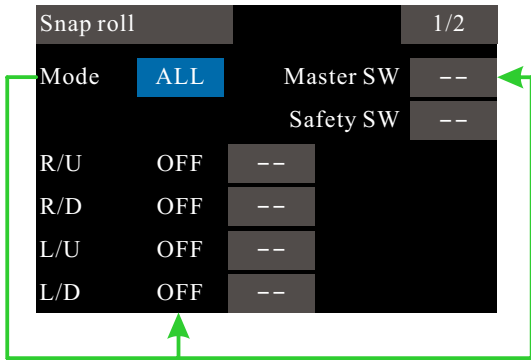 Snap roll 1/2
Mode ALL Master SW --
Safety SW --
R/U OFF --
R/D OFF --
L/U OFF --
L/D OFF --